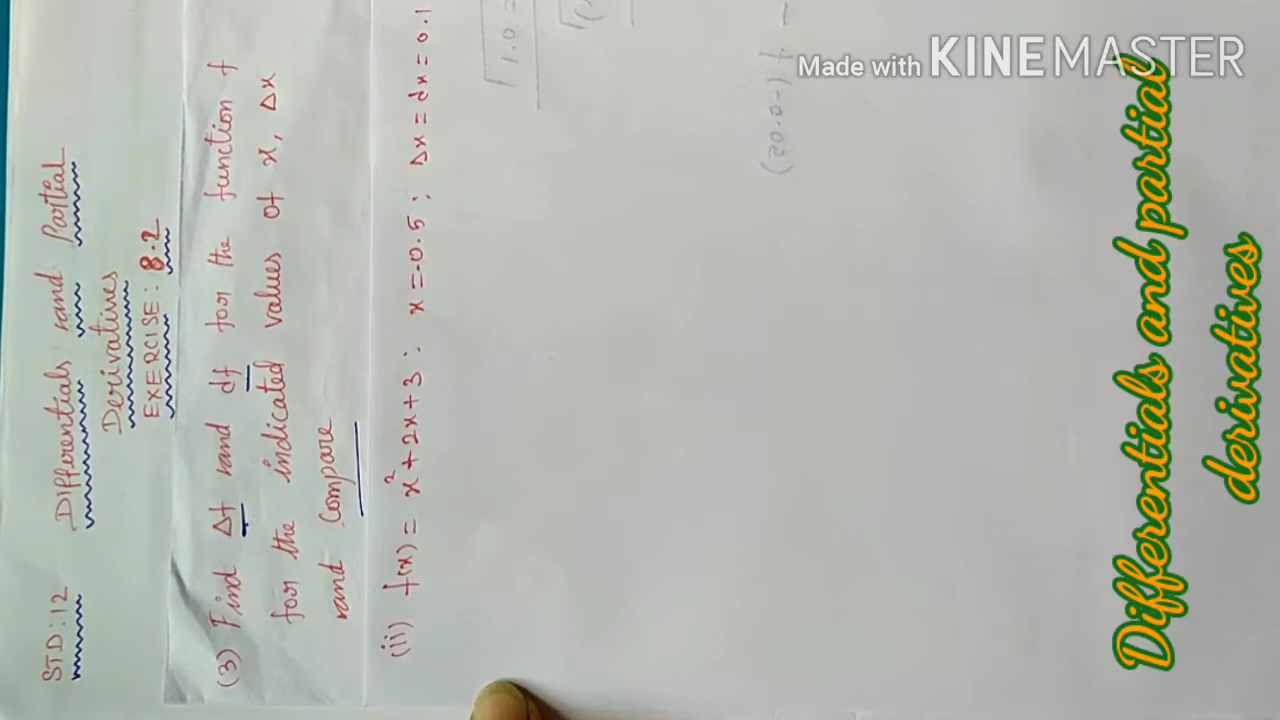 STD:12 Differentials and Partial
Derivatives
EXERCISE: 8.2
(3) Find Δf and df for the function f
for the indicated values of x, Δx
and compare
(ii) f(x) = x² + 2x + 3 : x = -0.5 : Δx = dx = 0.1
Made with KINEMASTER
Differentials and partial
derivatives